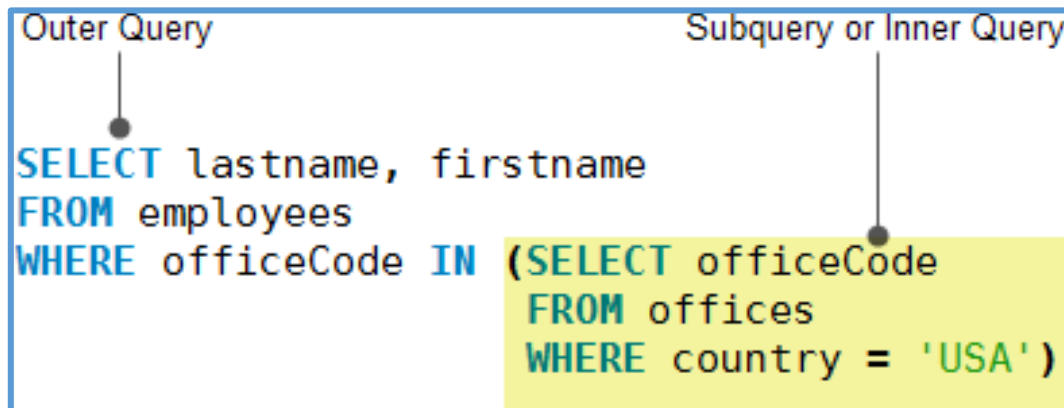 Outer Query
Subquery or Inner Query
SELECT lastname, firstname
FROM employees
WHERE officeCode IN (SELECT officeCode
FROM offices
WHERE country = 'USA')